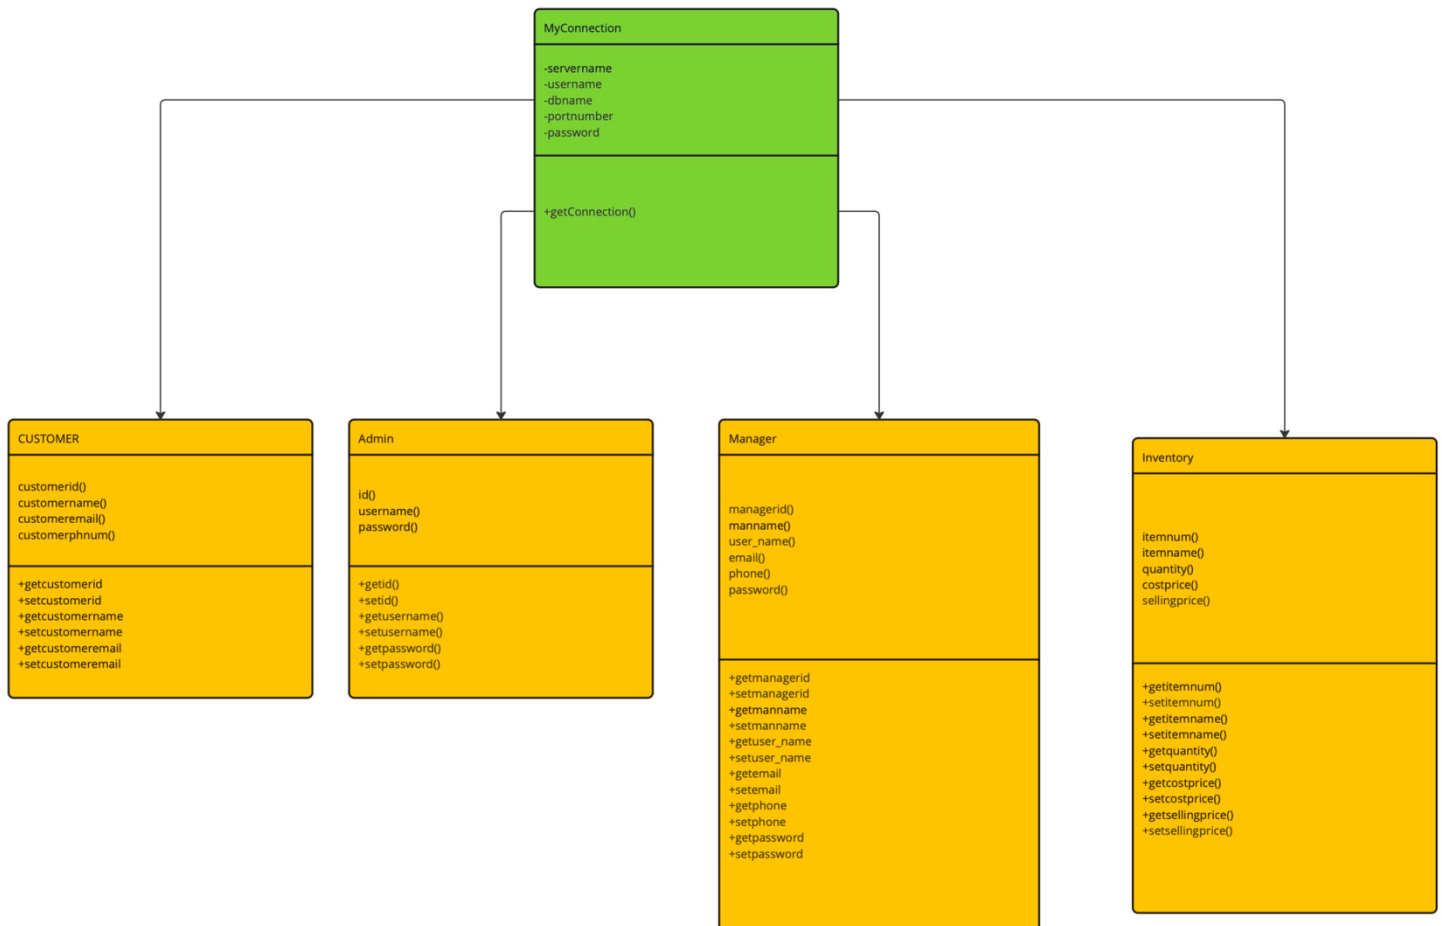 MyConnection
-servername
-username
-dbname
-portnumber
-password
+getConnection()
CUSTOMER
customerid()
customername()
customeremail()
customerphnum()
+getcustomerid
+setcustomerid
+getcustomername
+setcustomername
+getcustomeremail
+setcustomeremail
Admin
id()
username()
password()
+getid()
+setid()
+getusername()
+setusername()
+getpassword()
+setpassword()
Manager
managerid()
manname()
user_name()
email()
phone()
password()
+getmanagerid
+setmanagerid
+getmanname
+setmanname
+getuser_name
+setuser_name
+getemail
+setemail
+getphone
+setphone
+getpassword
+setpassword
Inventory
itemnum()
itemname()
quantity()
costprice()
sellingprice()
+getitemnum()
+setitemnum()
+getitemname()
+setitemname()
+getquantity()
+setquantity()
+getcostprice()
+setcostprice()
+getsellingprice()
+setsellingprice()